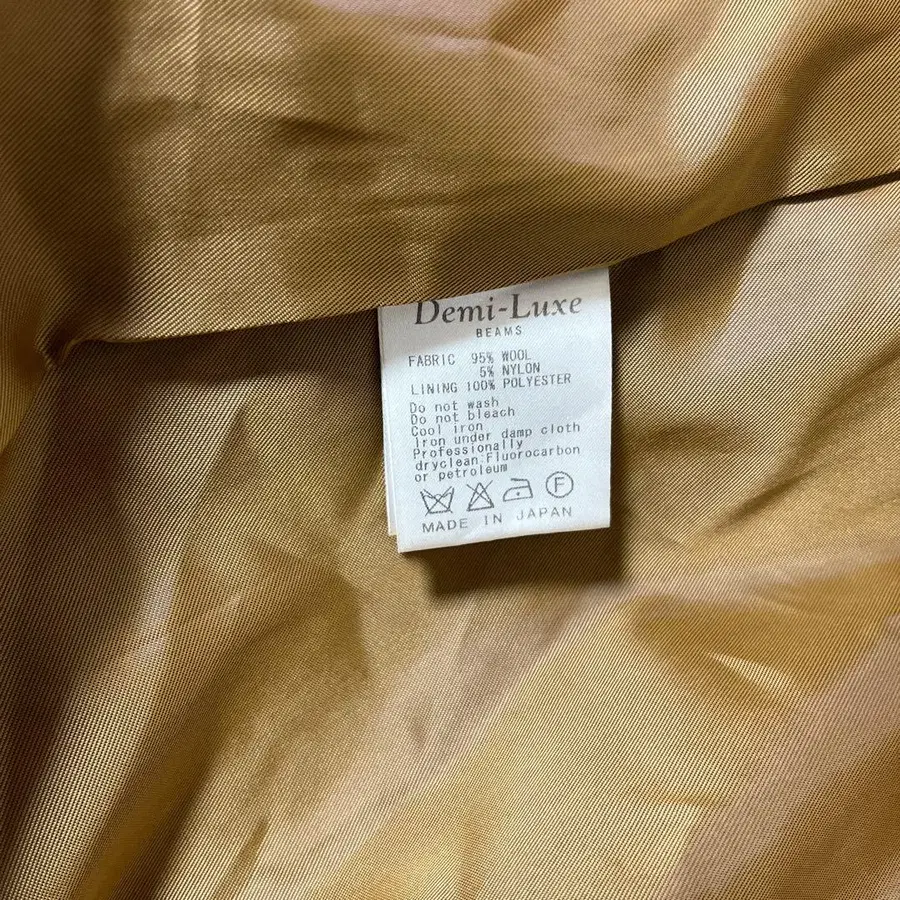 Demi-Luxe
BEAMS
FABRIC 95% WOOL
5% NYLON
LINING 100% POLYESTER
Do not wash
Do not bleach
Cool iron
Iron under damp cloth
Professionally
dryclean:Fluorocarbon
or petroleum
F
MADE IN JAPAN